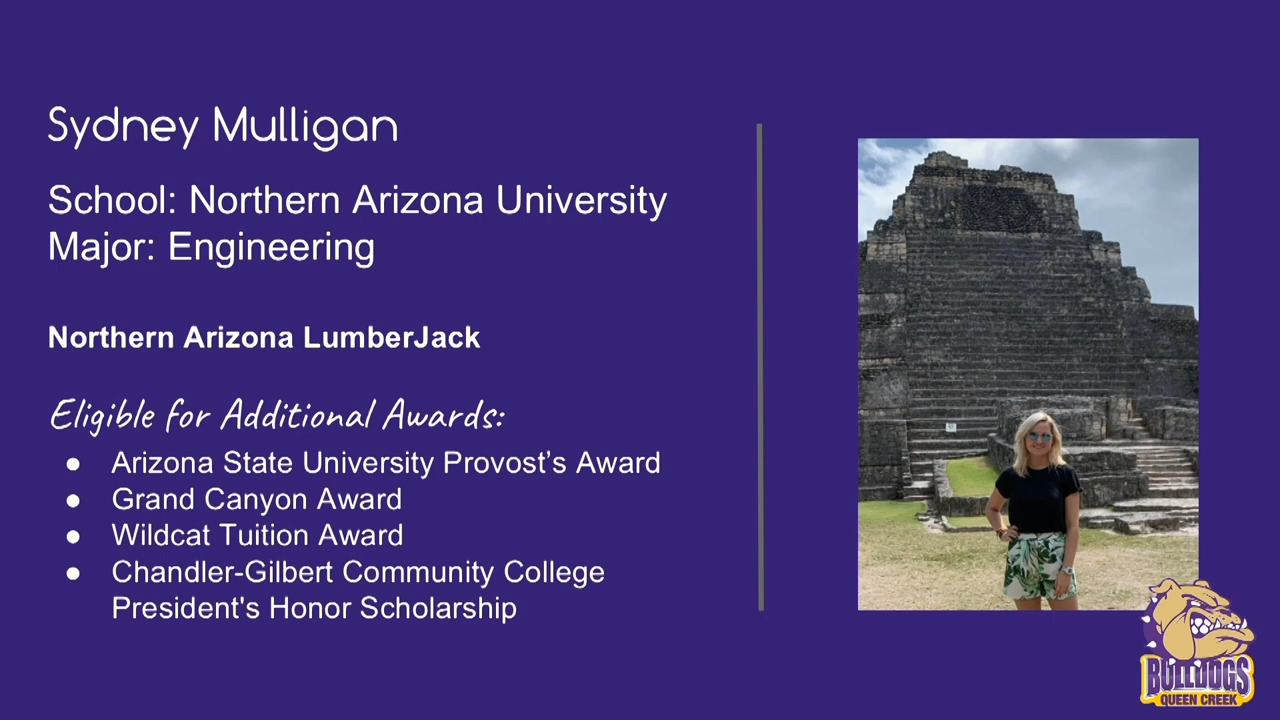 Sydney Mulligan
School: Northern Arizona University
Major: Engineering
Northern Arizona LumberJack
Eligible for Additional Awards:
● Arizona State University Provost’s Award
● Grand Canyon Award
● Wildcat Tuition Award
● Chandler-Gilbert Community College
President's Honor Scholarship
BULLDOGS
QUEEN CREEK